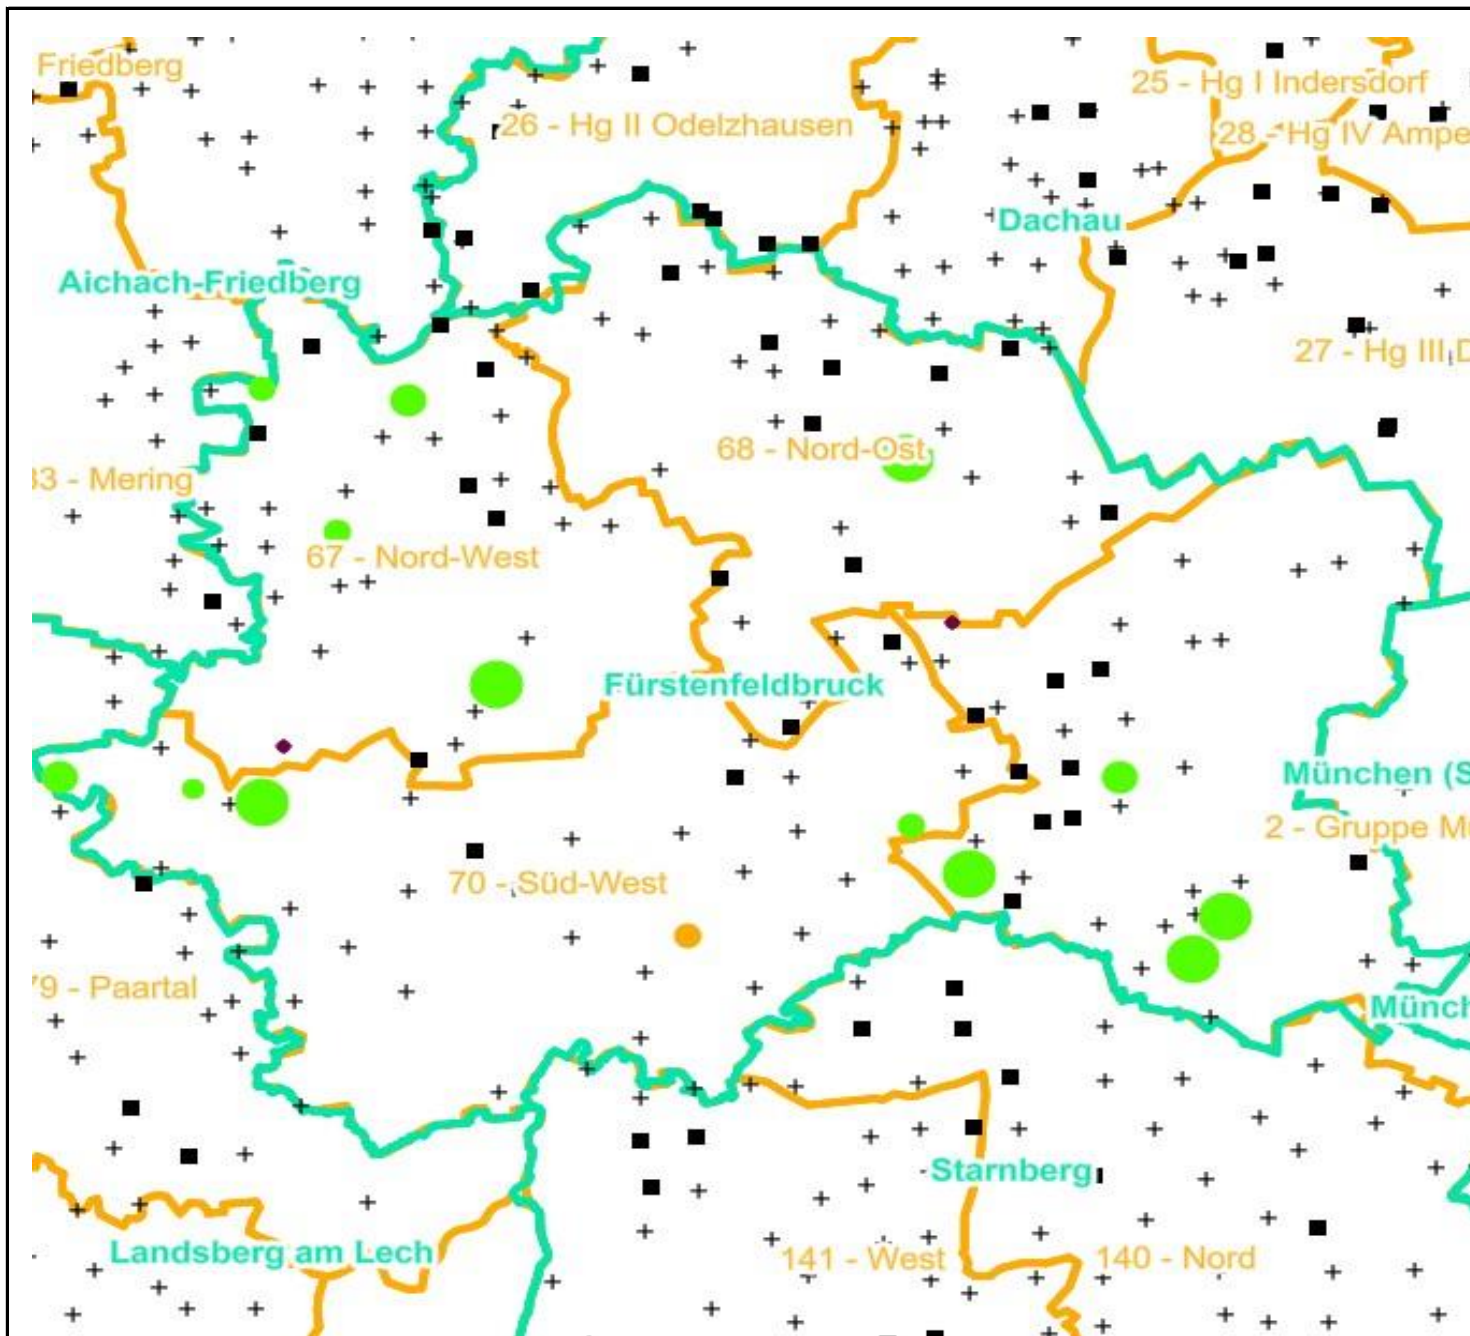 Friedberg
25 - Hg I Indersdorf
26 - Hg II Odelzhausen
28 - Hg IV Ampe
Dachau
Aichach-Friedberg
27 - Hg III D
68 - Nord-Ost
83 - Mering
67 - Nord-West
Fürstenfeldbruck
München (S
2 - Gruppe Mü
70 - Süd-West
79 - Paartal
Münch
Starnberg
Landsberg am Lech
141 - West
140 - Nord